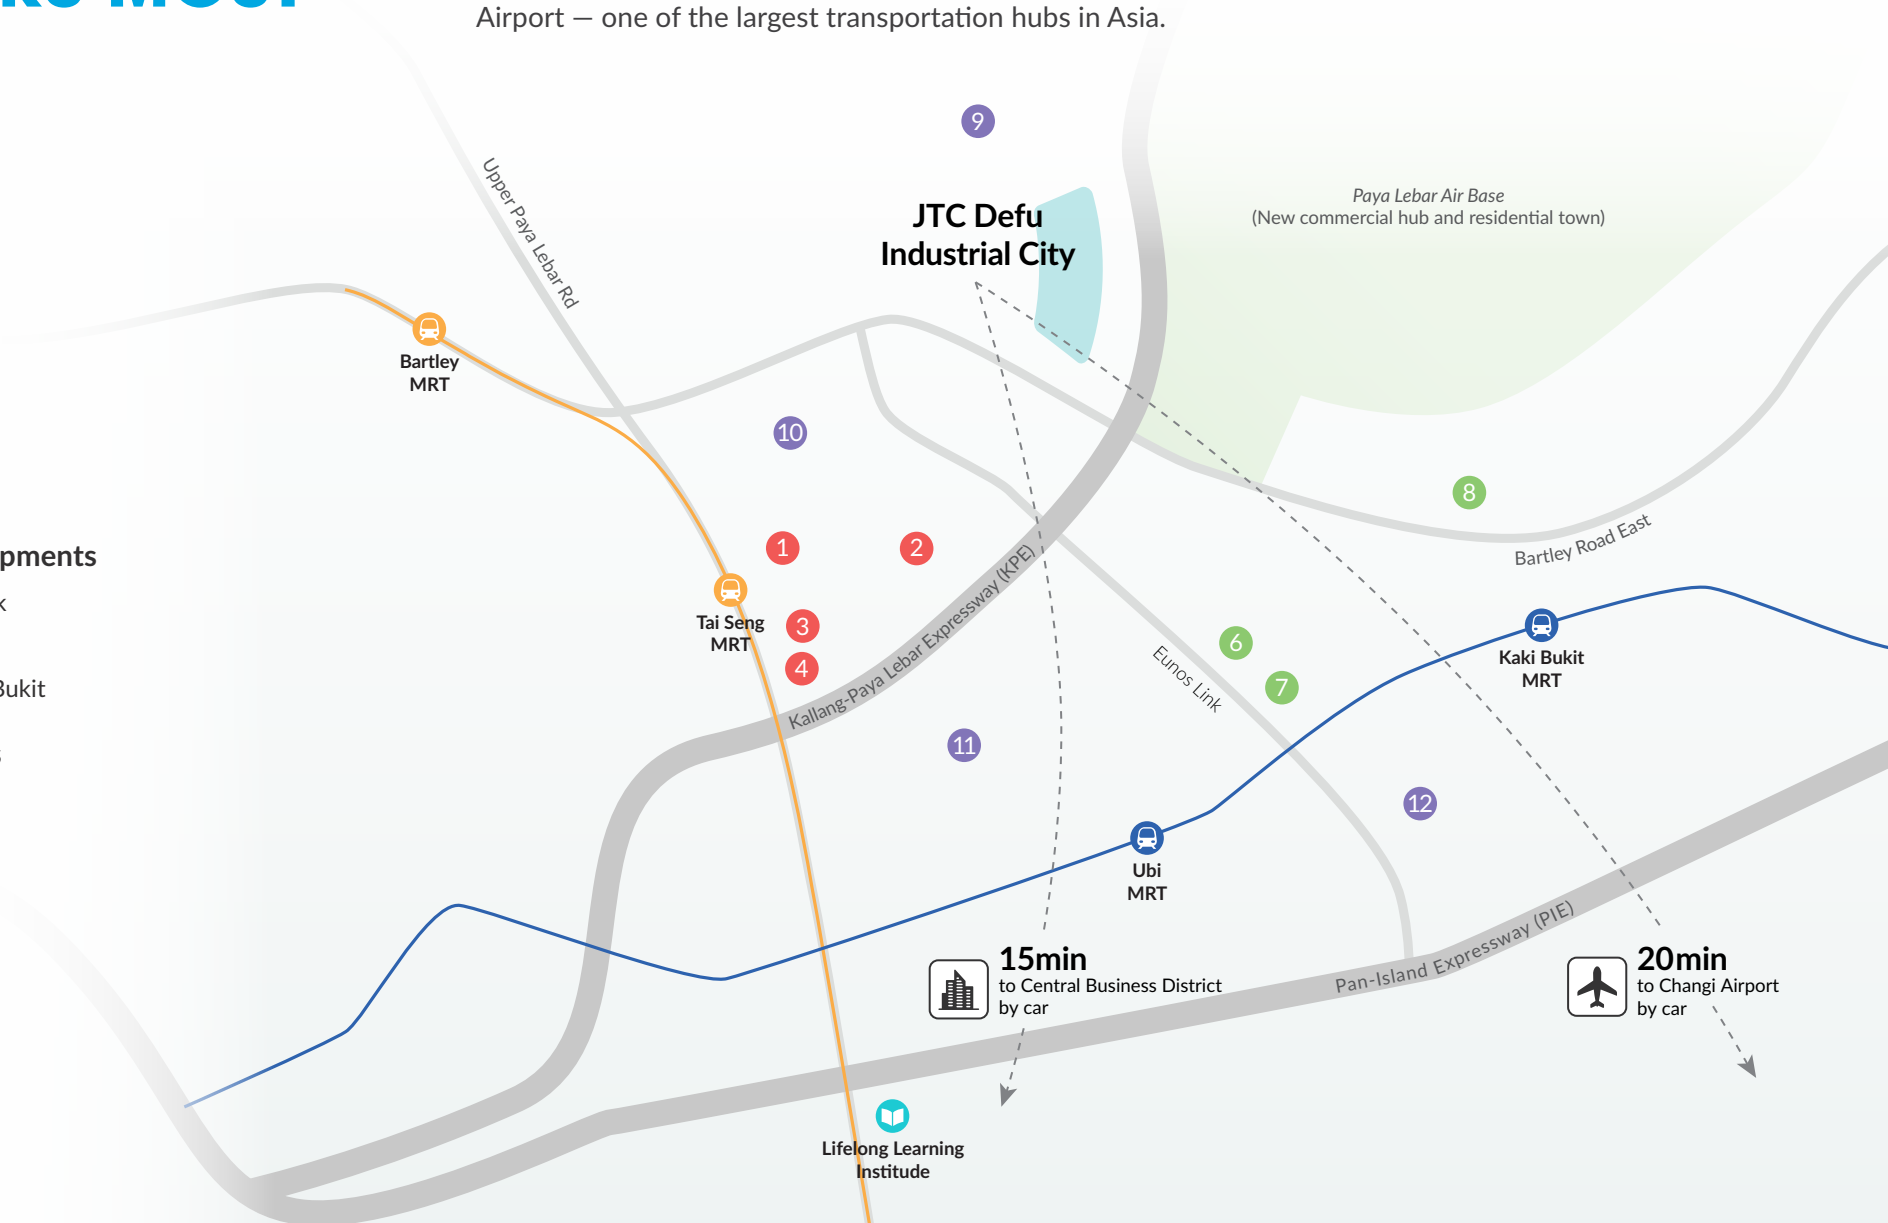 Airport — one of the largest transportation hubs in Asia.
9
Upper Paya Lebar Rd
JTC Defu
Industrial City
Paya Lebar Air Base
(New commercial hub and residential town)
Bartley
MRT
10
8
Bartley Road East
1
2
pments
k
Tai Seng
MRT
3
4
Kallang-Paya Lebar Expressway (KPE)
6
7
Eunos Link
Kaki Bukit
MRT
Bukit
11
12
Ubi
MRT
15min
to Central Business District
by car
Pan-Island Expressway (PIE)
20min
to Changi Airport
by car
Lifelong Learning
Institude